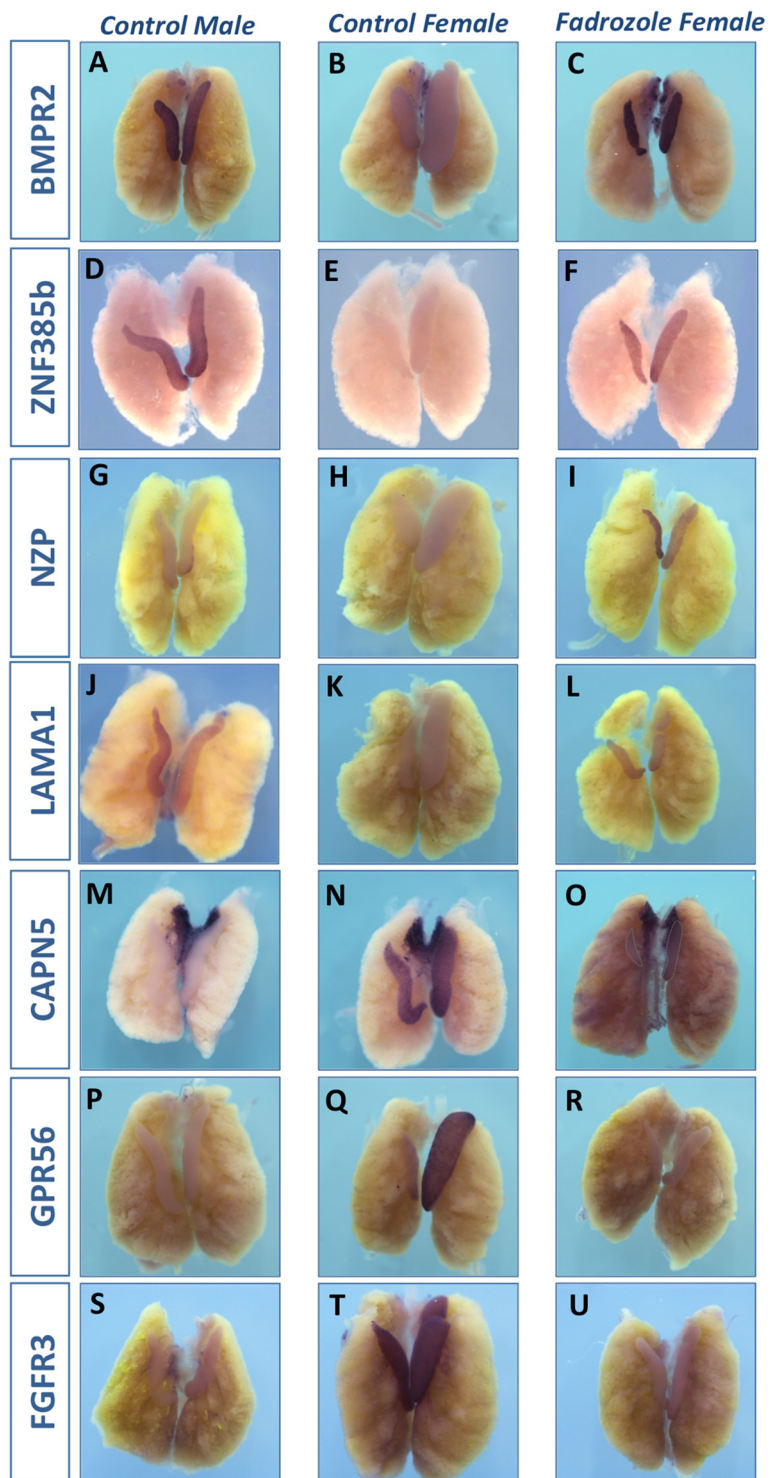 Control Male Control Female Fadrozole Female
BMPR2
A B C
ZNF385b
D E F
NZP
G H I
LAMA1
J K L
CAPN5
M N O
GPR56
P Q R
FGFR3
S T U